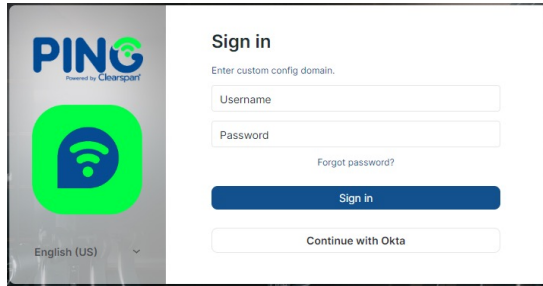 PING
Powered by Clearspan
English (US)
Sign in
Enter custom config domain.
Username
Password
Forgot password?
Sign in
Continue with Okta